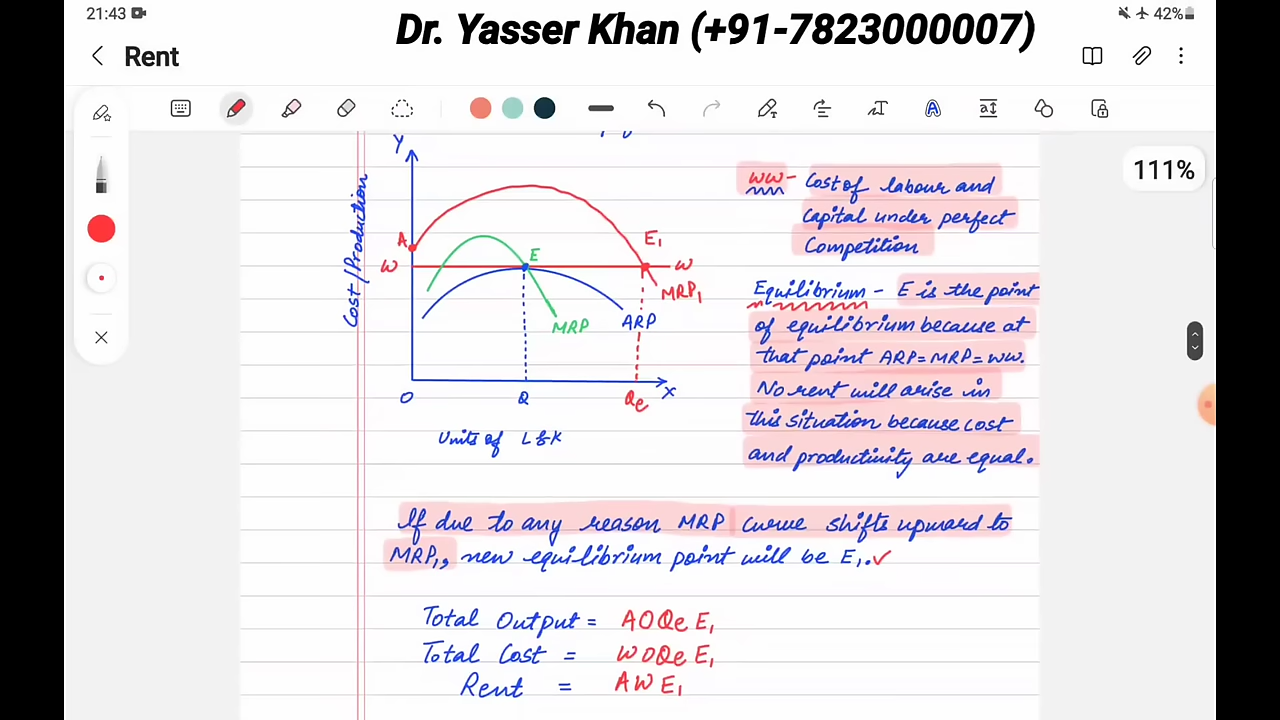 21:43
Dr. Yasser Khan (+91-7823000007)
42%
Rent
111%
Y
Cost/Production
A
W
E
E₁
W
MRP₁
MRP
ARP
O
Q
Qe
X
Units of L&K
WW - Cost of labour and
capital under perfect
Competition
Equilibrium - E is the point
of equilibrium because at
that point ARP=MRP=WW.
No rent will arise in
this situation because cost
and productivity are equal.
If due to any reason MRP curve shifts upward to
MRP₁, new equilibrium point will be E₁.✓
Total Output = AOQeE₁
Total Cost = WOQeE₁
Rent = AWE₁